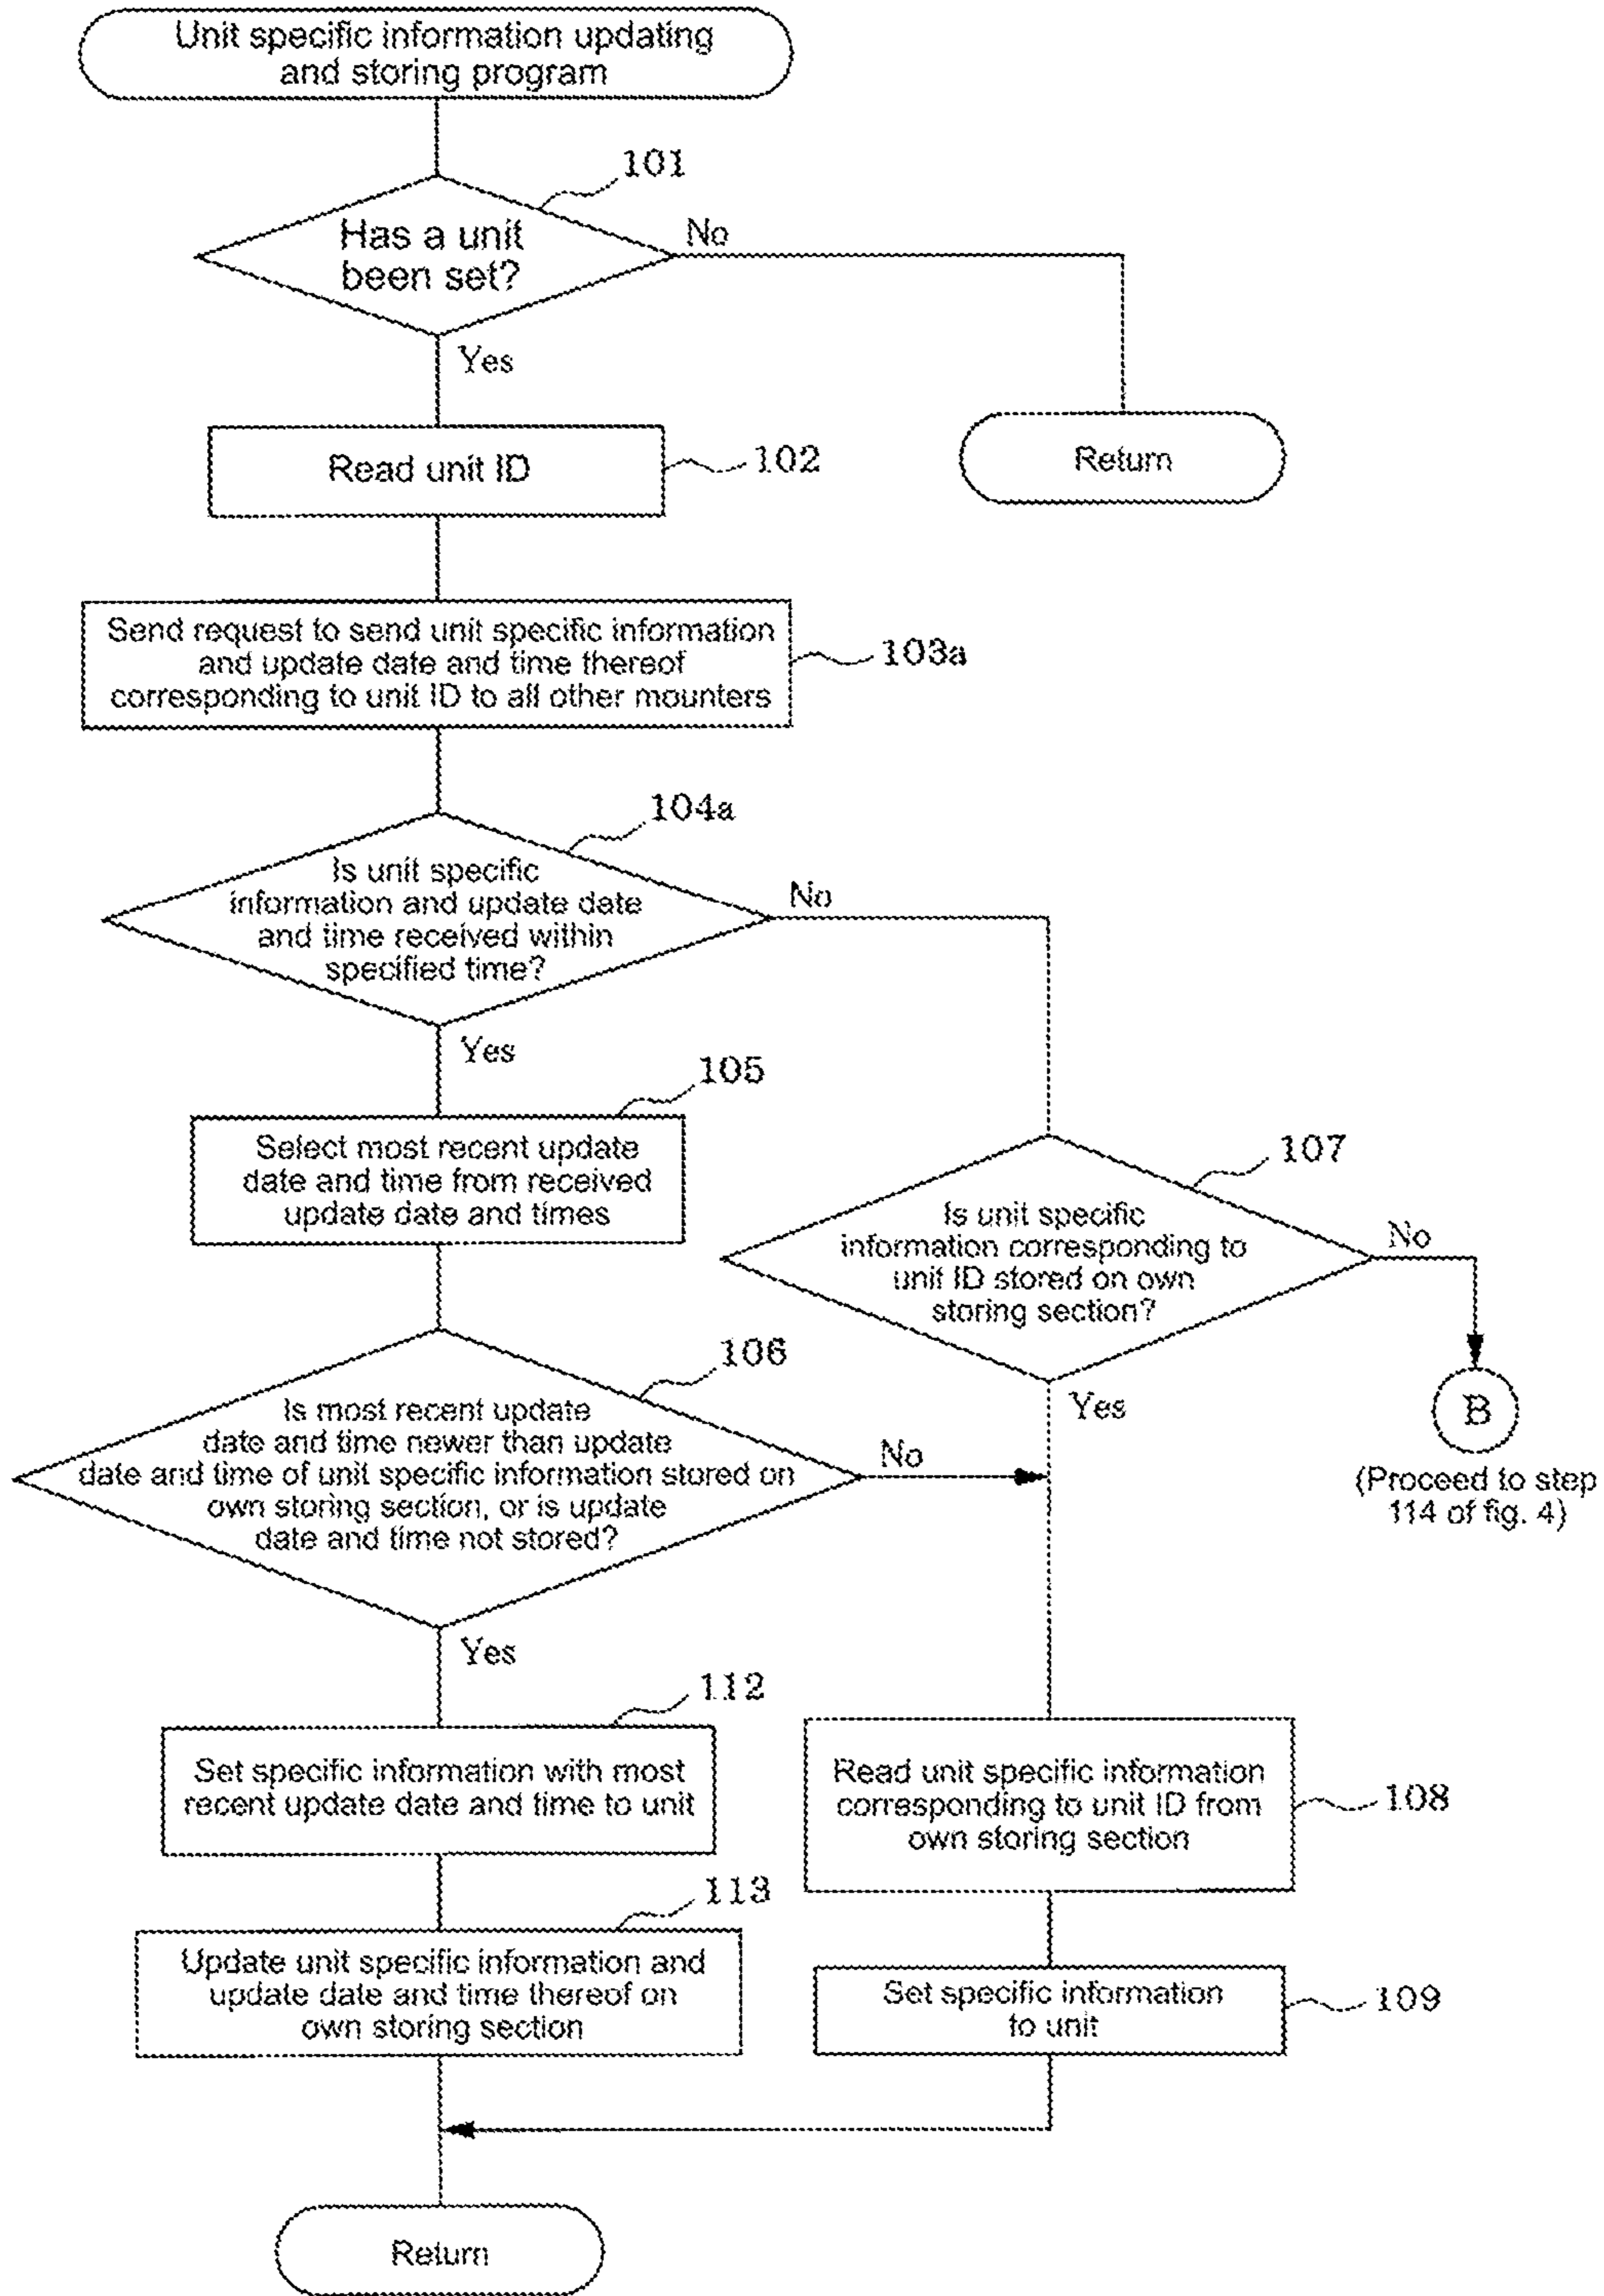 Unit specific information updating
and storing program
101
Has a unit
been set?
No
Yes
Read unit ID
102
Return
Send request to send unit specific information
and update date and time thereof
corresponding to unit ID to all other mounters
103a
104a
Is unit specific
information and update date
and time received within
specified time?
No
Yes
105
Select most recent update
date and time from received
update date and times
107
Is unit specific
information corresponding to
unit ID stored on own
storing section?
No
Yes
B
(Proceed to step
114 of fig. 4)
106
Is most recent update
date and time newer than update
date and time of unit specific information stored on
own storing section, or is update
date and time not stored?
No
Yes
112
Set specific information with most
recent update date and time to unit
Read unit specific information
corresponding to unit ID from
own storing section
108
113
Update unit specific information and
update date and time thereof on
own storing section
Set specific information
to unit
109
Return